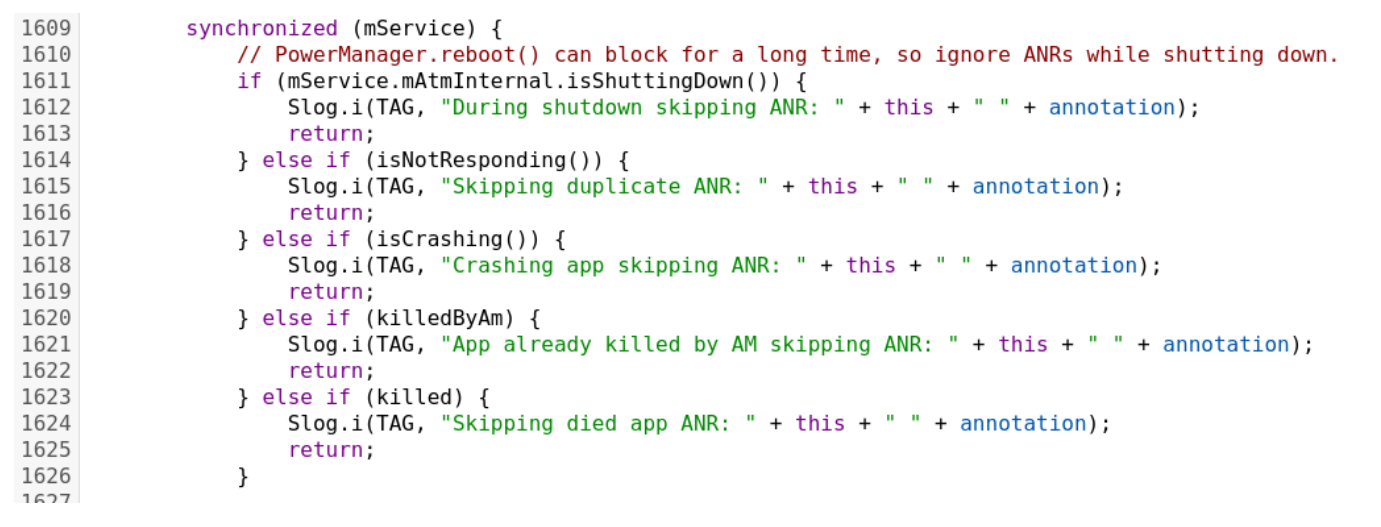 1609 synchronized (mService) {
1610 // PowerManager.reboot() can block for a long time, so ignore ANRs while shutting down.
1611 if (mService.mAtmInternal.isShuttingDown()) {
1612 Slog.i(TAG, "During shutdown skipping ANR: " + this + " " + annotation);
1613 return;
1614 } else if (isNotResponding()) {
1615 Slog.i(TAG, "Skipping duplicate ANR: " + this + " " + annotation);
1616 return;
1617 } else if (isCrashing()) {
1618 Slog.i(TAG, "Crashing app skipping ANR: " + this + " " + annotation);
1619 return;
1620 } else if (killedByAm) {
1621 Slog.i(TAG, "App already killed by AM skipping ANR: " + this + " " + annotation);
1622 return;
1623 } else if (killed) {
1624 Slog.i(TAG, "Skipping died app ANR: " + this + " " + annotation);
1625 return;
1626 }
1627